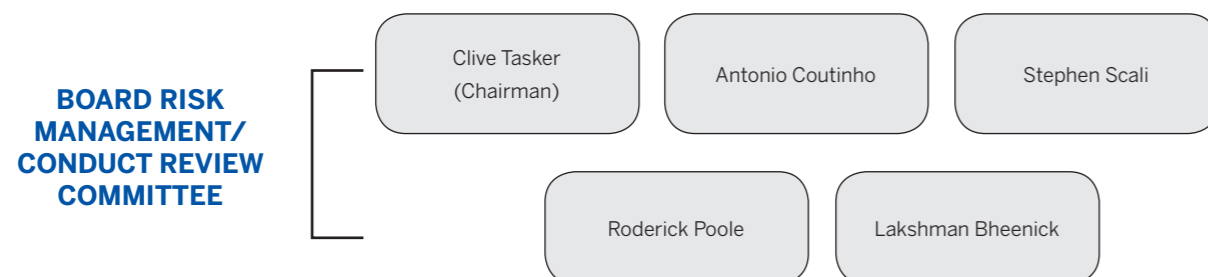 BOARD RISK
MANAGEMENT/
CONDUCT REVIEW
COMMITTEE
Clive Tasker
(Chairman)
Antonio Coutinho
Stephen Scali
Roderick Poole
Lakshman Bheenick